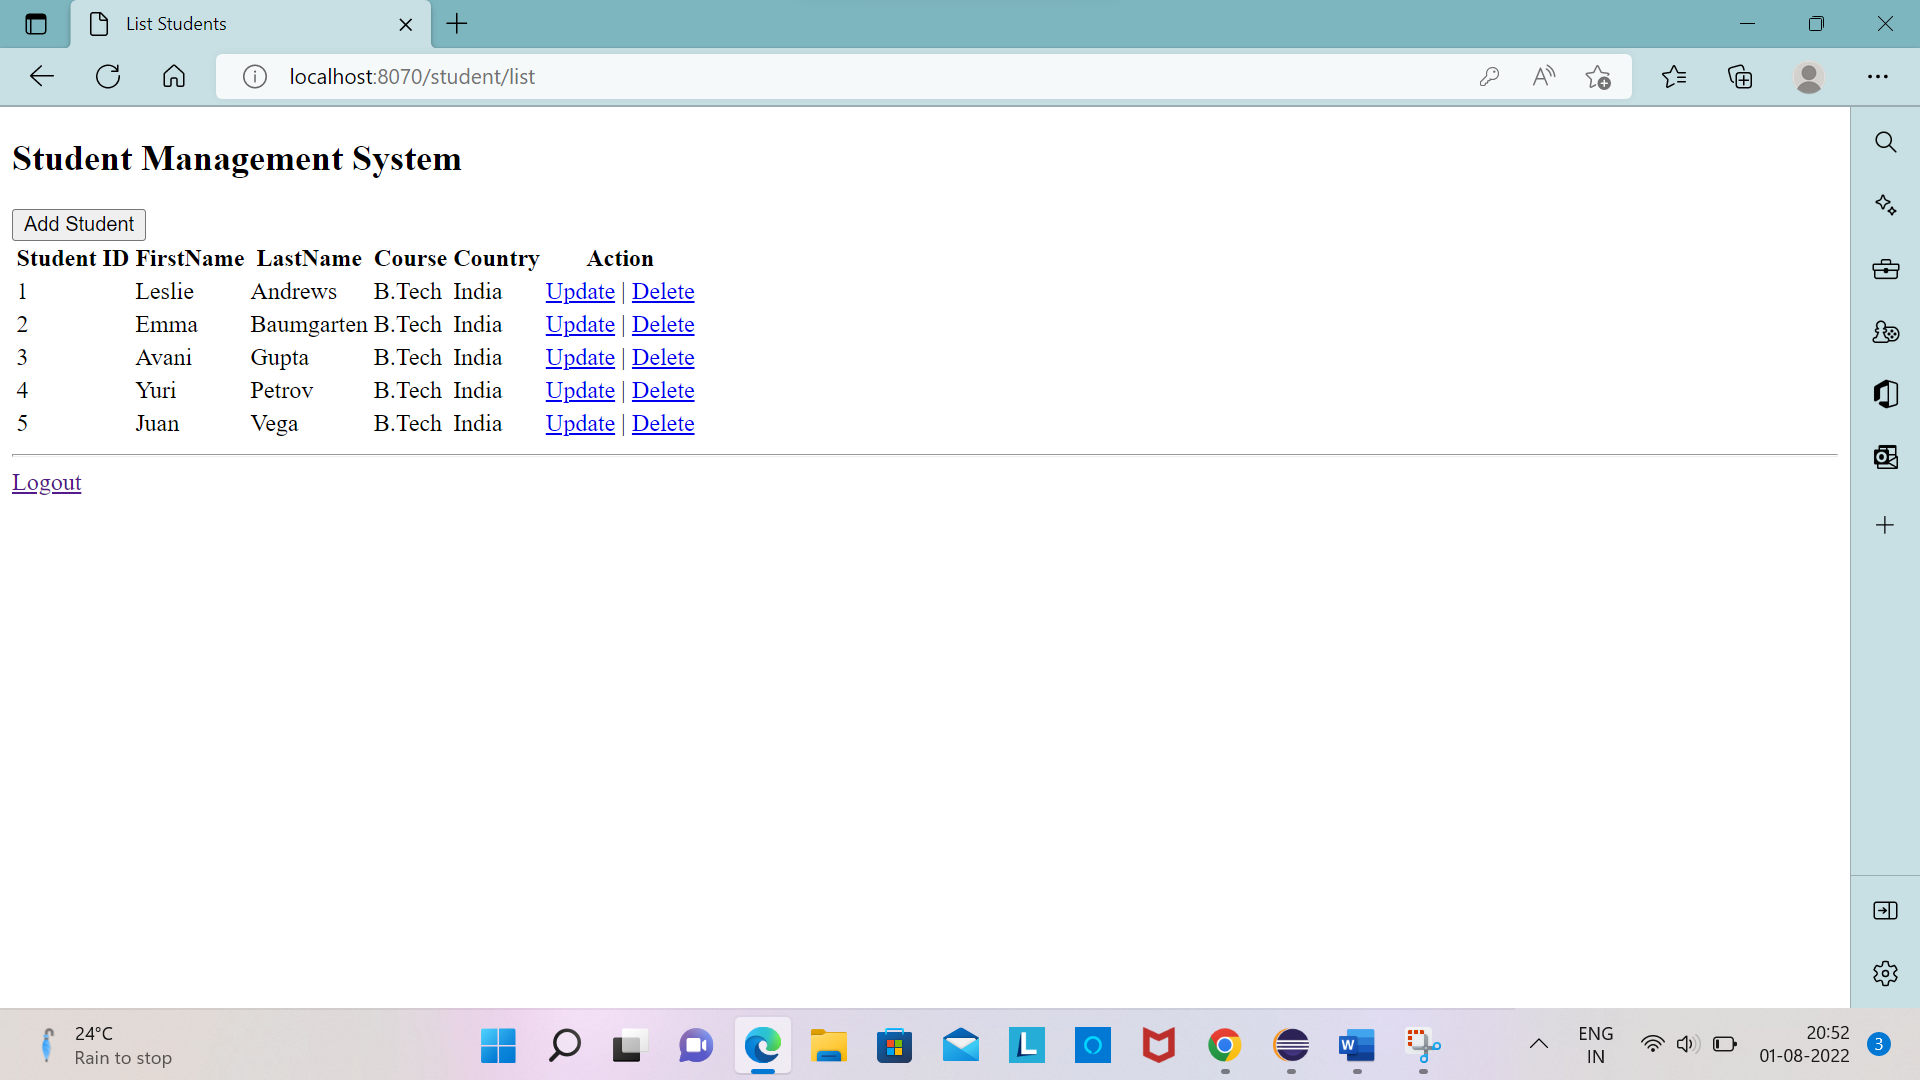 List Students
localhost:8070/student/list
Student Management System
Add Student
Student ID FirstName LastName Course Country Action
1 Leslie Andrews B.Tech India Update | Delete
2 Emma Baumgarten B.Tech India Update | Delete
3 Avani Gupta B.Tech India Update | Delete
4 Yuri Petrov B.Tech India Update | Delete
5 Juan Vega B.Tech India Update | Delete
Logout
24°C
Rain to stop
ENG
IN
20:52
01-08-2022
3